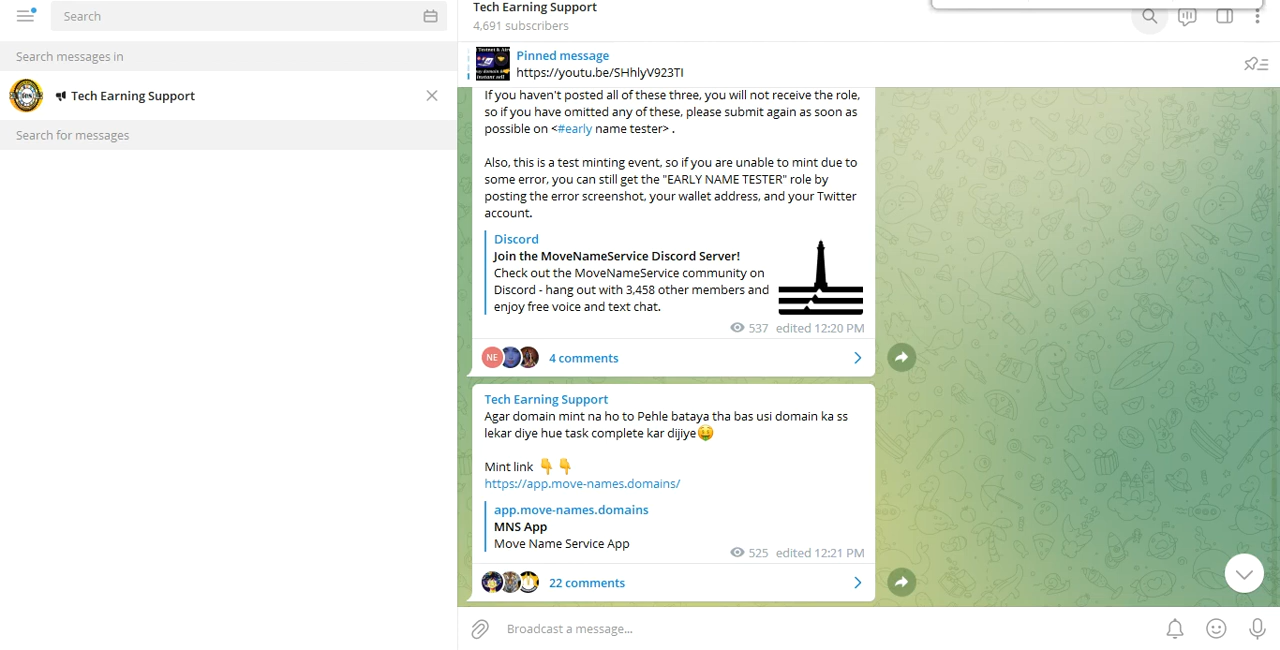 Search
Search messages in
Tech Earning Support
Search for messages
Tech Earning Support
4,691 subscribers
Pinned message
https://youtu.be/SHhlyV923TI
If you haven't posted all of these three, you will not receive the role,
so if you have omitted any of these, please submit again as soon as
possible on <#early name tester> .
Also, this is a test minting event, so if you are unable to mint due to
some error, you can still get the "EARLY NAME TESTER" role by
posting the error screenshot, your wallet address, and your Twitter
account.
Discord
Join the MoveNameService Discord Server!
Check out the MoveNameService community on
Discord - hang out with 3,458 other members and
enjoy free voice and text chat.
537 edited 12:20 PM
NE
4 comments
Tech Earning Support
Agar domain mint na ho to Pehle bataya tha bas usi domain ka ss
lekar diye hue task complete kar dijiye🤑
Mint link 👇 👇
https://app.move-names.domains/
app.move-names.domains
MNS App
Move Name Service App
525 edited 12:21 PM
22 comments
Broadcast a message...